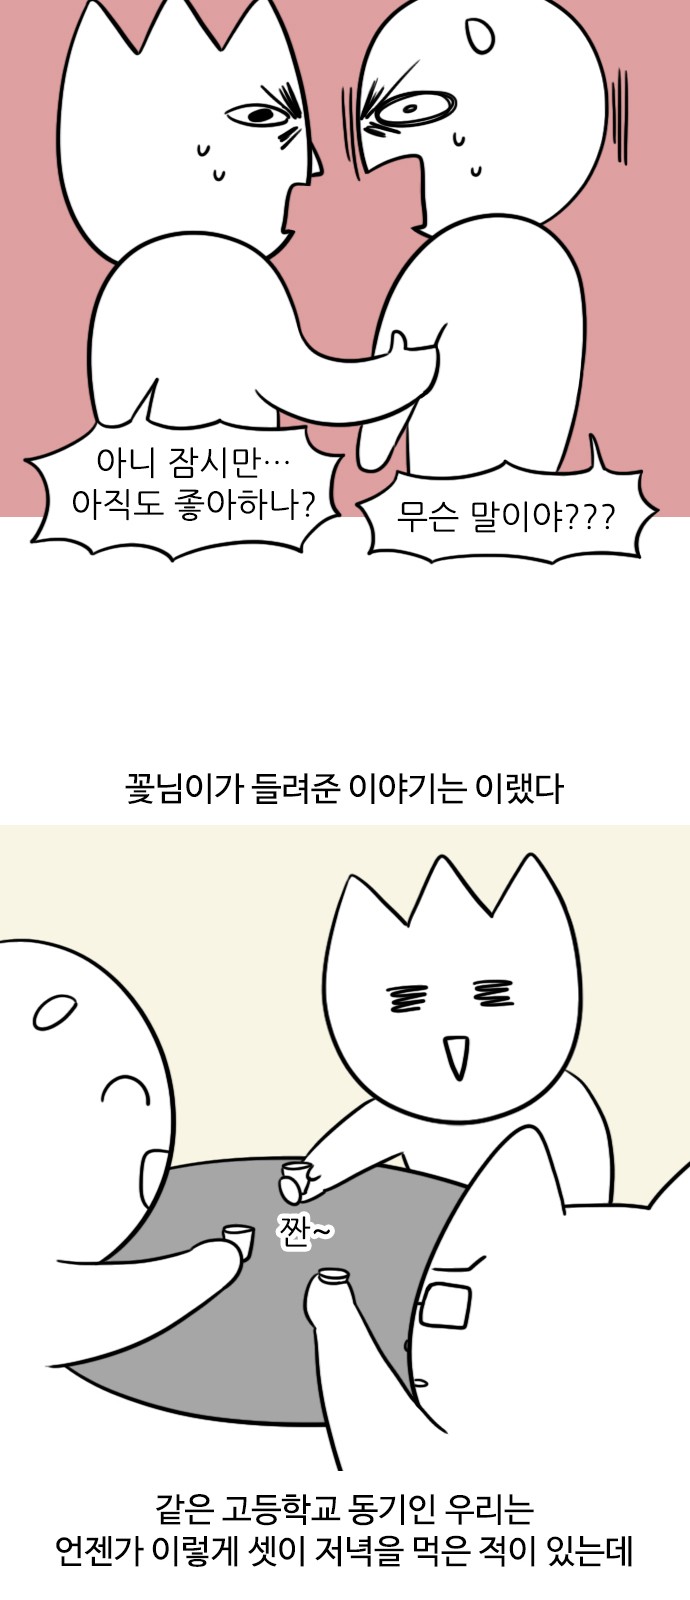 아니 잠시만…
아직도 좋아하나?
무슨 말이야???
꽃님이가 들려준 이야기는 이랬다
짠~
같은 고등학교 동기인 우리는
언젠가 이렇게 셋이 저녁을 먹은 적이 있는데